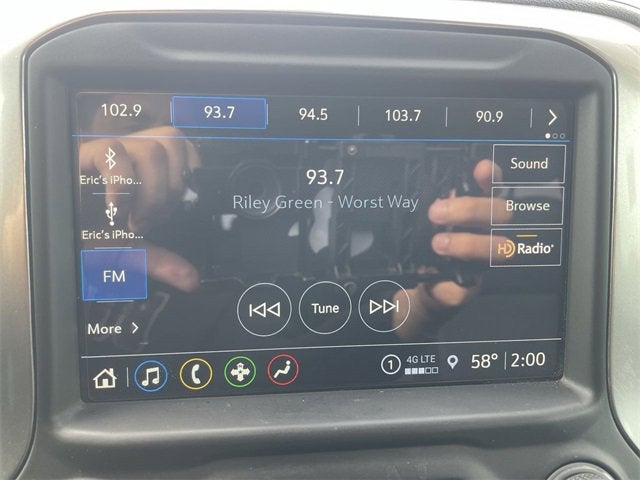 102.9 93.7 94.5 103.7 90.9
Eric's iPho...
Eric's iPho...
FM
More
93.7
Riley Green - Worst Way
Tune
Sound
Browse
HD Radio
1 4G LTE 58° 2:00